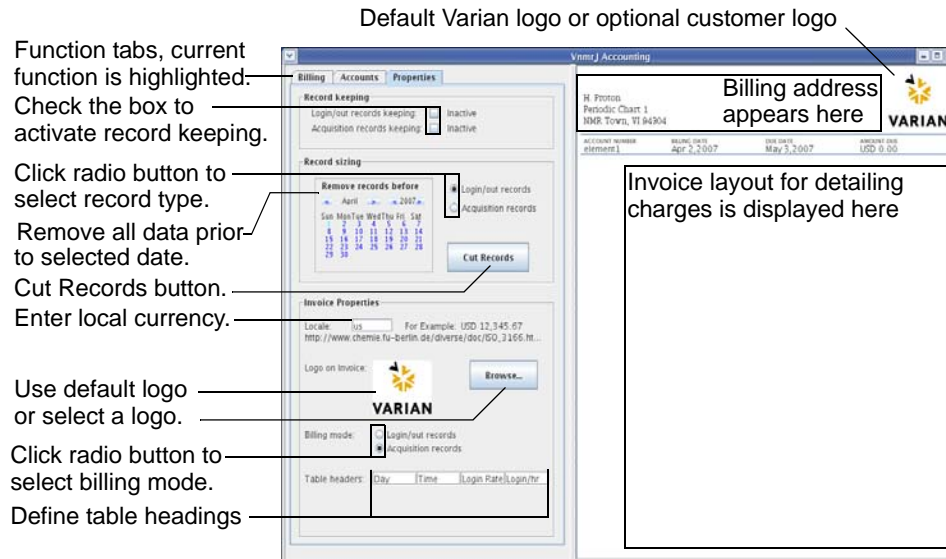 Default Varian logo or optional customer logo
Function tabs, current
function is highlighted.
Check the box to
activate record keeping.
Click radio button to
select record type.
Remove all data prior
to selected date.
Cut Records button.
Enter local currency.
Use default logo
or select a logo.
Click radio button to
select billing mode.
Define table headings
VnmrJ Accounting
Billing Accounts Properties
Record keeping
Login/out records keeping: Inactive
Acquisition records keeping: Inactive
Record sizing
Remove records before
April 2007
Sun Mon Tue Wed Thu Fri Sat
1 2 3 4 5 6 7
8 9 10 11 12 13 14
15 16 17 18 19 20 21
22 23 24 25 26 27 28
29 30
Login/out records
Acquisition records
Cut Records
Invoice Properties
Locale: us For Example: USD 12,345.67
http://www.chemie.fu-berlin.de/diverse/doc/ISO_3166.ht...
Logo on Invoice:
VARIAN
Browse...
Billing mode: Login/out records
Acquisition records
Table headers: Day Time Login Rate Login/hr
H. Proton
Periodic Chart 1
NMR Town, VI 94304
Billing address
appears here
VARIAN
ACCOUNT NUMBER BILLING DATE DUE DATE AMOUNT DUE
element1 Apr 2,2007 May 3,2007 USD 0.00
Invoice layout for detailing
charges is displayed here